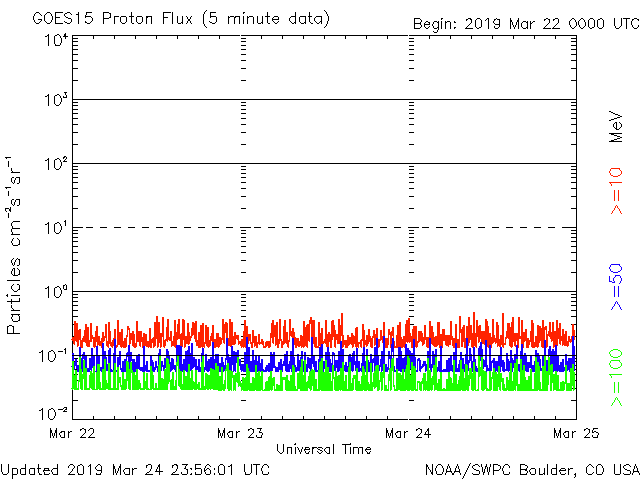 GOES15 Proton Flux (5 minute data)
Begin: 2019 Mar 22 0000 UTC
10⁴
10³
10²
10¹
10⁰
10⁻¹
10⁻²
Particles cm⁻²s⁻¹sr⁻¹
MeV
>=10
>=50
>=100
Mar 22
Mar 23
Mar 24
Mar 25
Universal Time
Updated 2019 Mar 24 23:56:01 UTC
NOAA/SWPC Boulder, CO USA